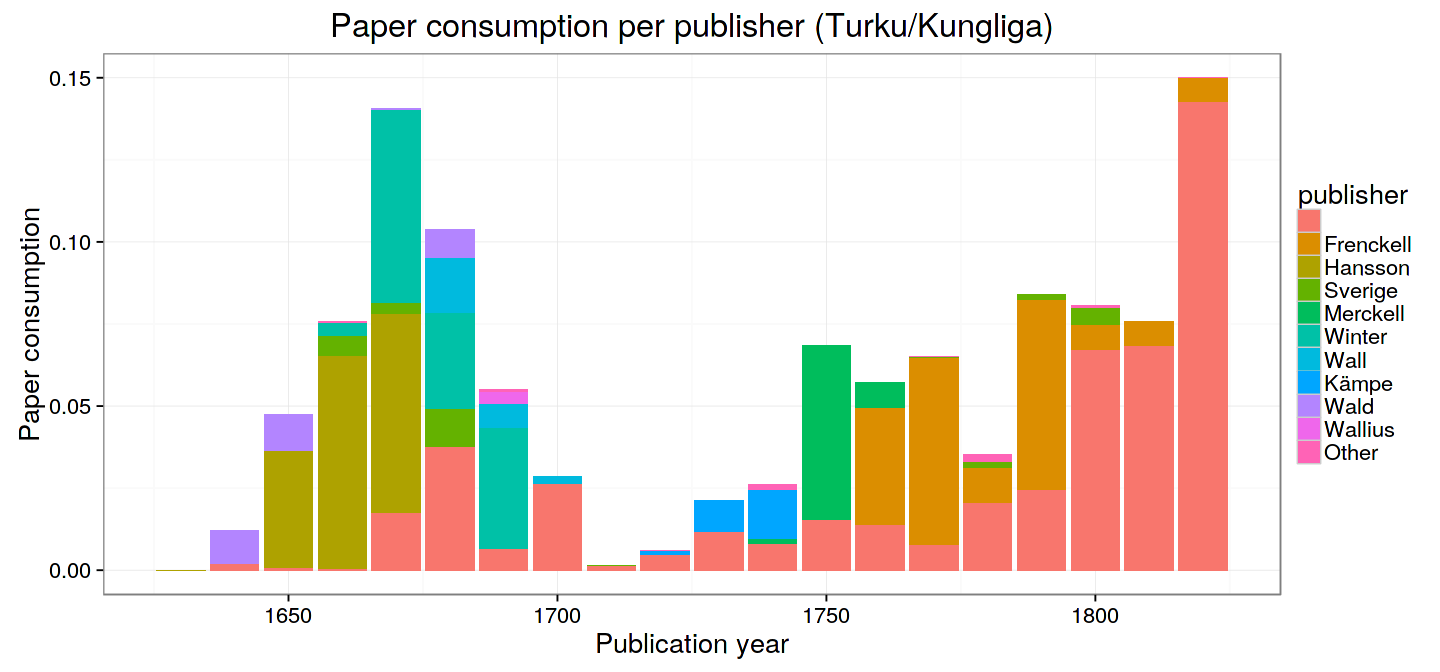 Paper consumption per publisher (Turku/Kungliga)
Paper consumption
0.15
0.10
0.05
0.00
1650
1700
1750
1800
Publication year
publisher
Frenckell
Hansson
Sverige
Merckell
Winter
Wall
Kämpe
Wald
Wallius
Other